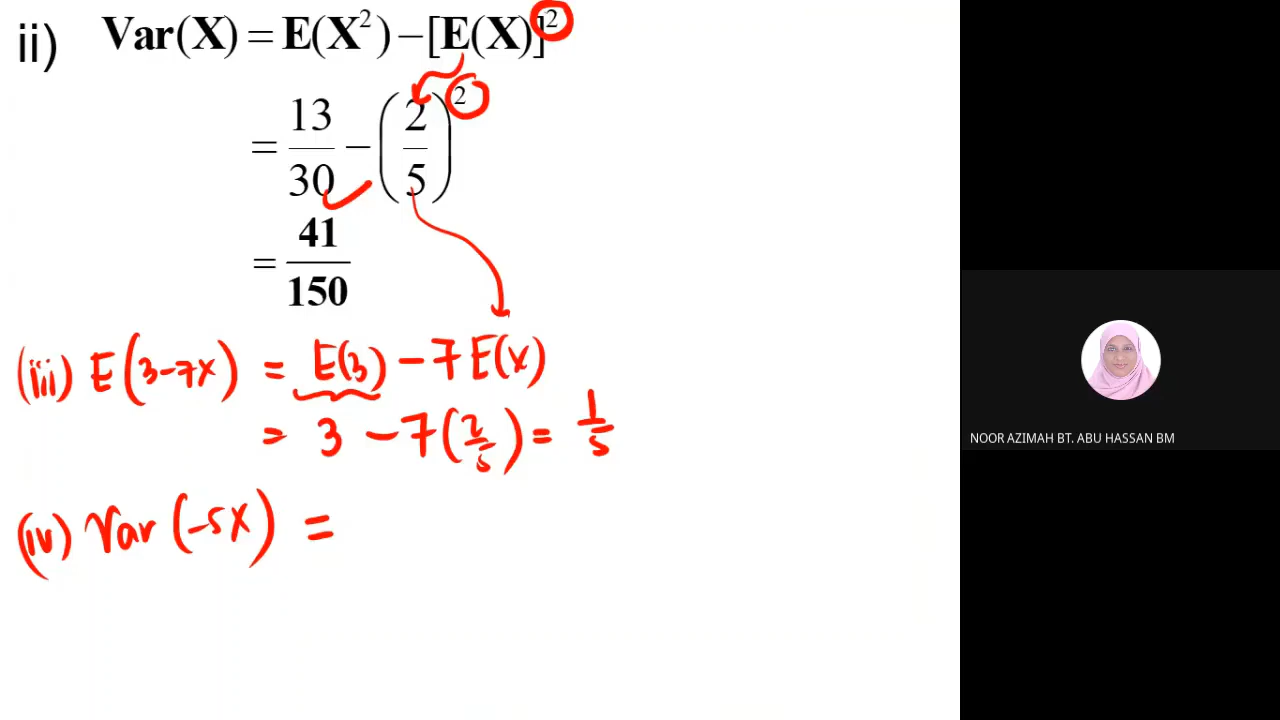 ii) Var(X) = E(X²) − [E(X)]²
= 13/30 − (2/5)²
= 41/150
(iii) E(3-7X) = E(3) - 7E(X)
= 3 - 7(2/5) = 1/5
(iv) Var(-5X) =
NOOR AZIMAH BT. ABU HASSAN BM